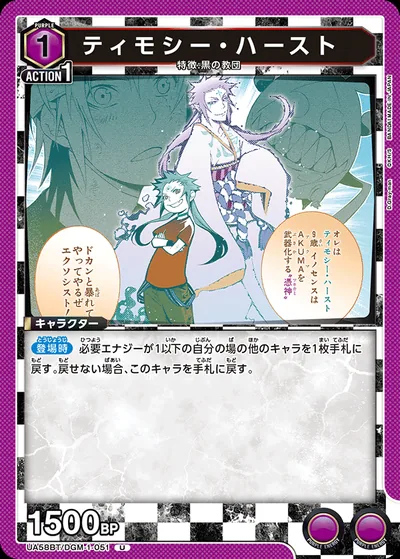 PURPLE
1
ACTION 1
ティモシー・ハースト
特徴:黒の教団
オレは
ティモシー・ハースト
9歳 イノセンスは
AKUMAを
武器化する“憑神”
ドカンと暴れて
やってやるぜ
エクソシスト!
キャラクター
登場時 必要エナジーが1以下の自分の場の他のキャラを1枚手札に
戻す。戻せない場合、このキャラを手札に戻す。
UA58BT/DGM-1-051 U
1500BP